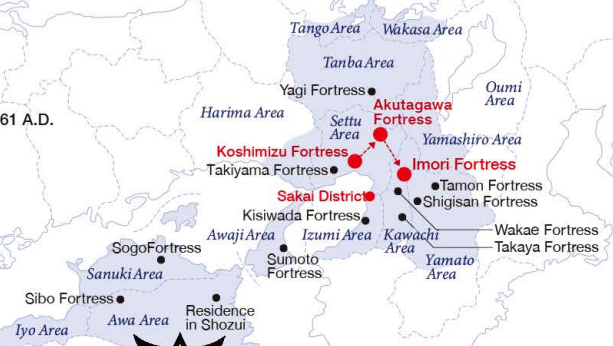 Tango Area
Wakasa Area
Tanba Area
Yagi Fortress
Oumi
Area
Akutagawa
Fortress
61 A.D.
Harima Area
Settu
Area
Yamashiro Area
Koshimizu Fortress
Imori Fortress
Takiyama Fortress
Tamon Fortress
Sakai District
Shigisan Fortress
Kisiwada Fortress
Wakae Fortress
Awaji Area
Izumi Area
Kawachi
Area
Takaya Fortress
SogoFortress
Sumoto
Fortress
Yamato
Area
Sanuki Area
Sibo Fortress
Residence
in Shozui
Awa Area
Iyo Area